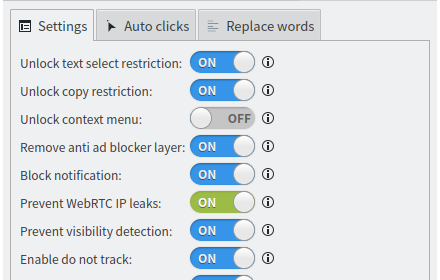 Settings Auto clicks Replace words
Unlock text select restriction: ON
Unlock copy restriction: ON
Unlock context menu: OFF
Remove anti ad blocker layer: ON
Block notification: ON
Prevent WebRTC IP leaks: ON
Prevent visibility detection: ON
Enable do not track: ON